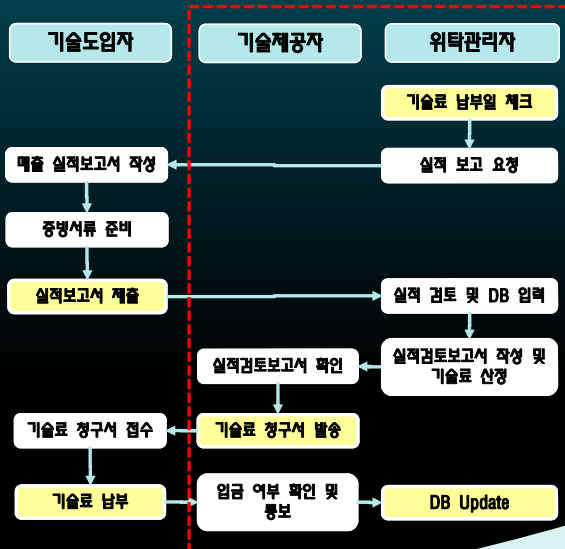 기술도입자
기술제공자
위탁관리자
기술료 납부일 체크
매출 실적보고서 작성
실적 보고 요청
증빙서류 준비
실적보고서 제출
실적 검토 및 DB 입력
실적검토보고서 확인
실적검토보고서 작성 및
기술료 산정
기술료 청구서 접수
기술료 청구서 발송
기술료 납부
입금 여부 확인 및
통보
DB Update